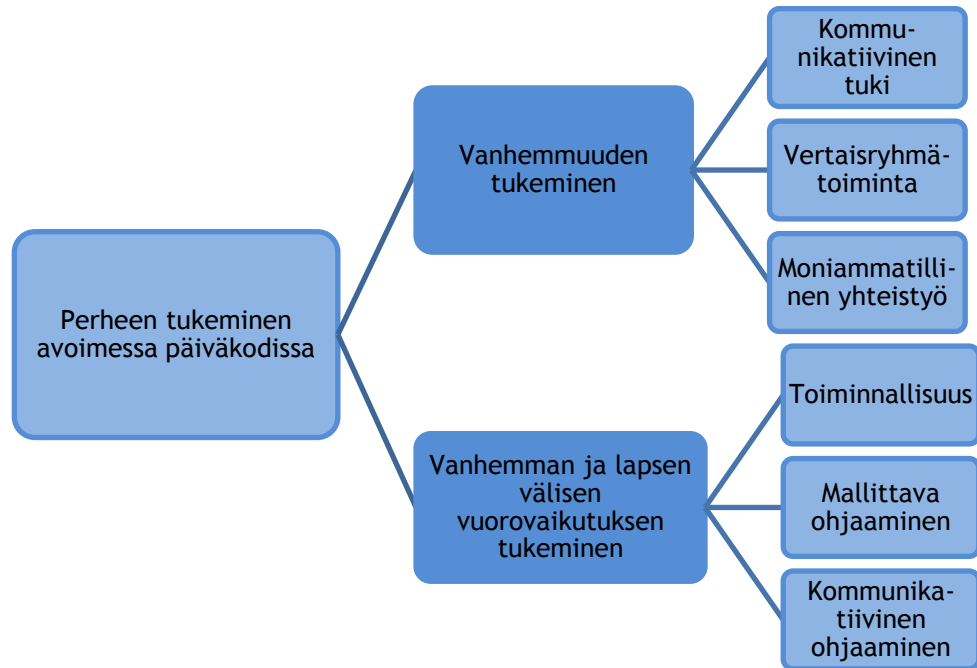 Perheen tukeminen
avoimessa päiväkodissa
Vanhemmuuden
tukeminen
Kommu-
nikatiivinen
tuki
Vertaisryhmä-
toiminta
Moniammatilli-
nen yhteistyö
Vanhemman ja lapsen
välisen
vuorovaikutuksen
tukeminen
Toiminnallisuus
Mallittava
ohjaaminen
Kommunika-
tiivinen
ohjaaminen